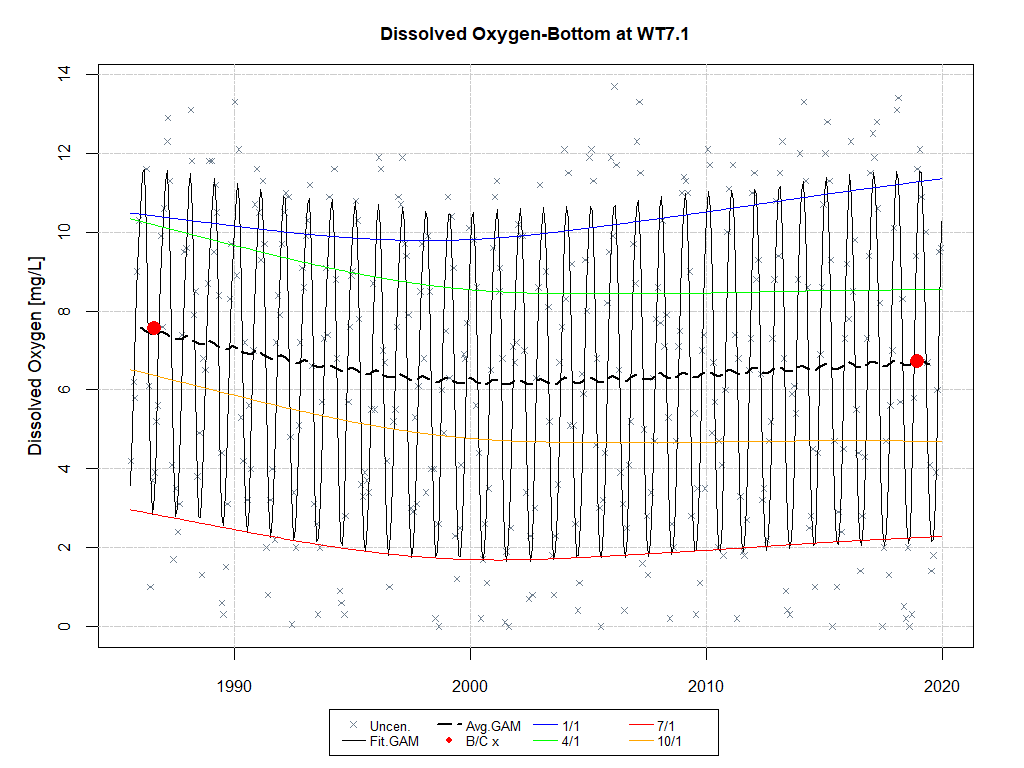 Dissolved Oxygen-Bottom at WT7.1
Dissolved Oxygen [mg/L]
14
12
10
8
6
4
2
0
1990
2000
2010
2020
Uncen.
Avg.GAM
1/1
7/1
Fit.GAM
B/C x
4/1
10/1